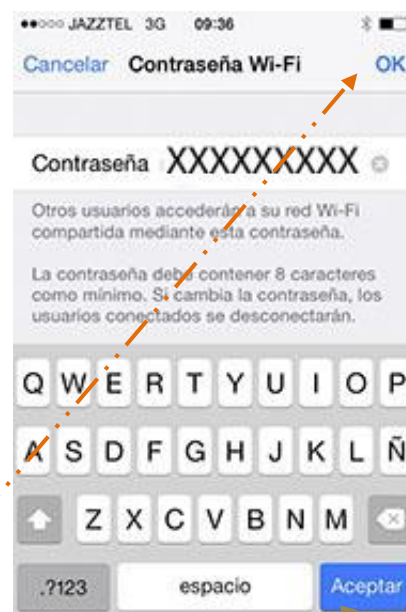 JAZZTEL 3G 09:36
Cancelar Contraseña Wi-Fi OK
Contraseña XXXXXXXXX
Otros usuarios accederán a su red Wi-Fi
compartida mediante esta contraseña.
La contraseña debe contener 8 caracteres
como mínimo. Si cambia la contraseña, los
usuarios conectados se desconectarán.
Q W E R T Y U I O P
A S D F G H J K L Ñ
Z X C V B N M
.?123 espacio Aceptar